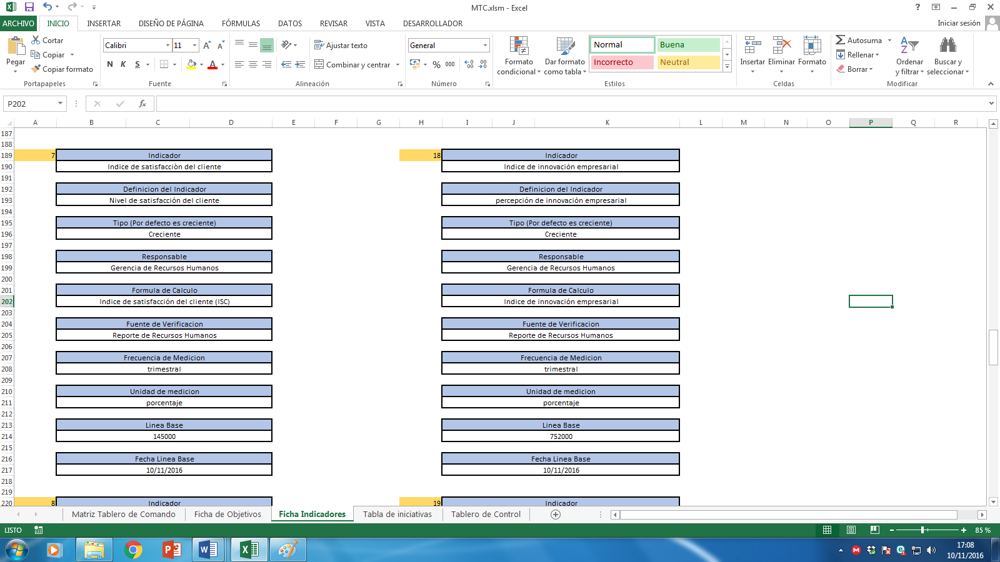 MTC.xlsm - Excel
ARCHIVO INICIO INSERTAR DISEÑO DE PÁGINA FÓRMULAS DATOS REVISAR VISTA DESARROLLADOR Iniciar sesión
Pegar
Cortar
Copiar
Copiar formato
Portapapeles
Calibri 11
N K S
Fuente
Ajustar texto
Combinar y centrar
Alineación
General
% 000
Número
Formato condicional
Dar formato como tabla
Normal Buena
Incorrecto Neutral
Estilos
Insertar Eliminar Formato
Celdas
Autosuma
Rellenar
Borrar
Ordenar y filtrar
Buscar y seleccionar
Modificar
P202 fx
A B C D E F G H I J K L M N O P Q R
187
188
189 7 Indicador 18 Indicador
190 Indice de satisfacciòn del cliente Indice de innovación empresarial
191
192 Definicion del Indicador Definicion del Indicador
193 Nivel de satisfacción del cliente percepción de innovación empresarial
194
195 Tipo (Por defecto es creciente) Tipo (Por defecto es creciente)
196 Creciente Creciente
197
198 Responsable Responsable
199 Gerencia de Recursos Humanos Gerencia de Recursos Humanos
200
201 Formula de Calculo Formula de Calculo
202 Indice de satisfacción del cliente (ISC) Indice de innovación empresarial
203
204 Fuente de Verificacion Fuente de Verificacion
205 Reporte de Recursos Humanos Reporte de Recursos Humanos
206
207 Frecuencia de Medicion Frecuencia de Medicion
208 trimestral trimestral
209
210 Unidad de medicion Unidad de medicion
211 porcentaje porcentaje
212
213 Linea Base Linea Base
214 145000 752000
215
216 Fecha Linea Base Fecha Linea Base
217 10/11/2016 10/11/2016
218
219
220 8 Indicador 19 Indicador
Matriz Tablero de Comando Ficha de Objetivos Ficha Indicadores Tabla de iniciativas Tablero de Control
LISTO 85 %
17:08
10/11/2016